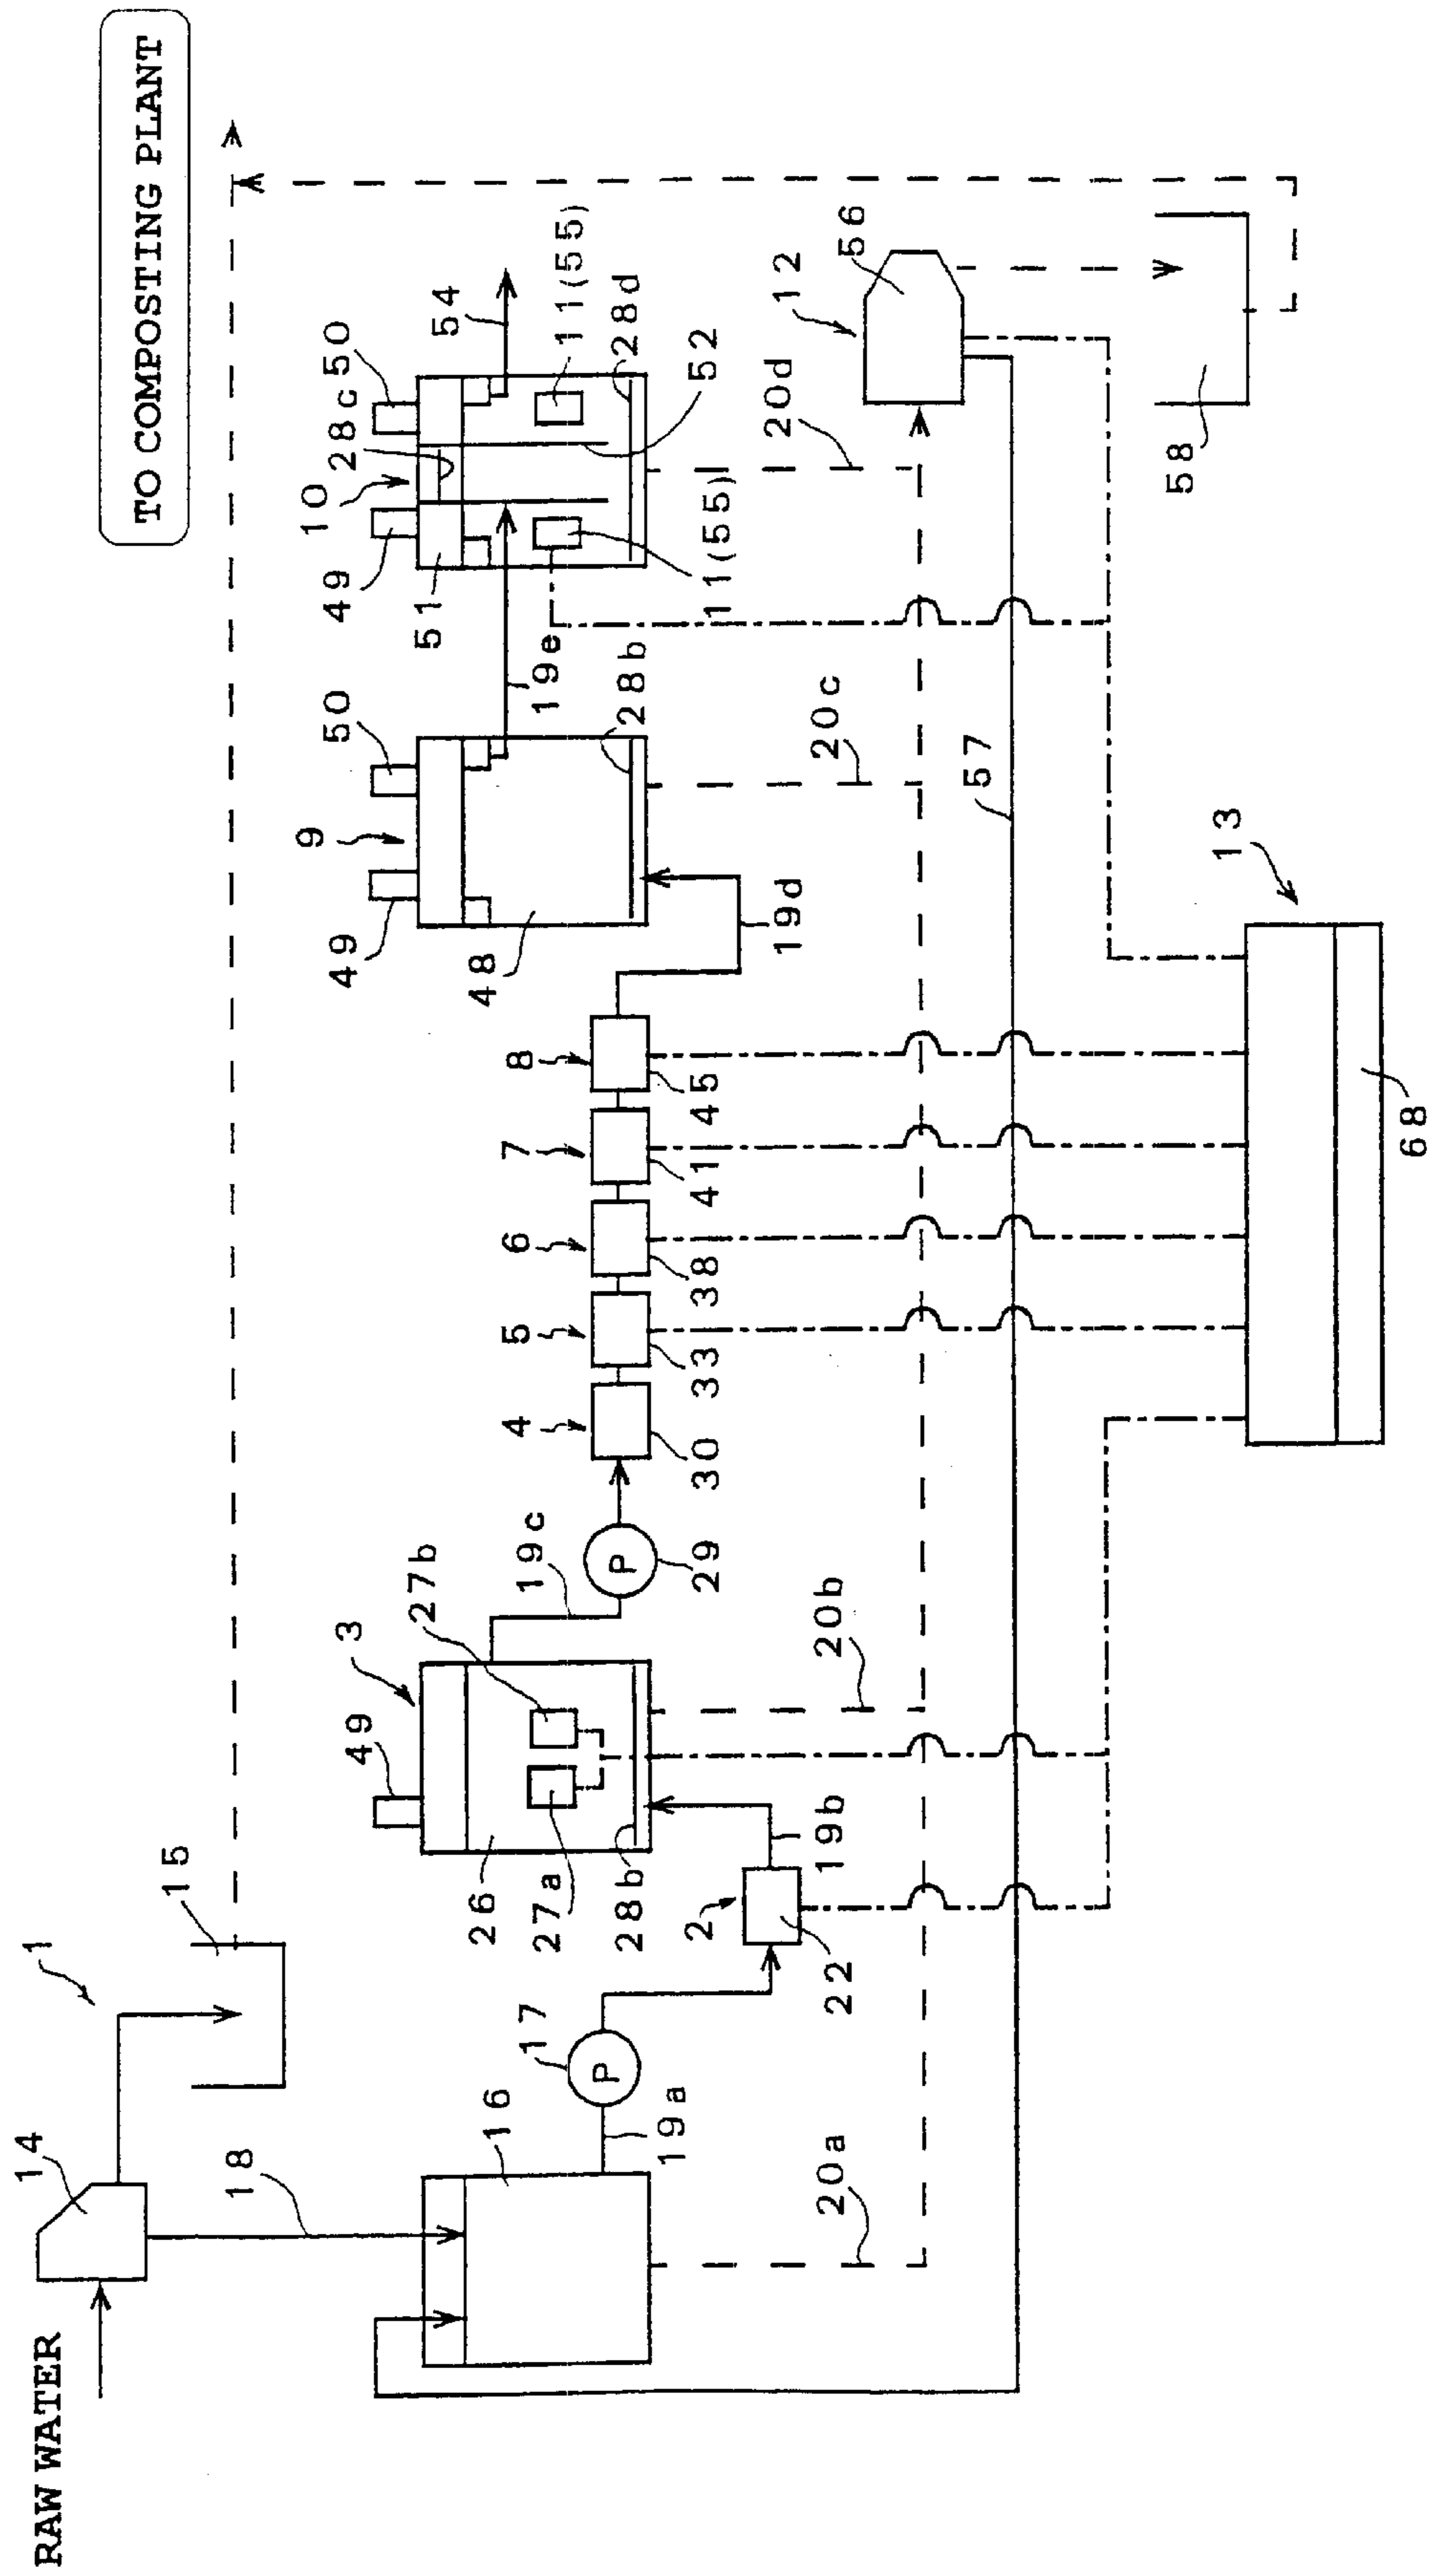 TO COMPOSTING PLANT
RAW WATER
14
18
1
15
16
17
P
19a
20a
2
22
19b
3
49
26
27a
27b
28b
20b
19c
P
29
4
30
5
33
6
38
7
41
8
45
19d
9
49
50
48
28b
20c
19e
10
49
50
28c
51
54
11(55)
11(55)
28d
52
20d
12
56
57
58
13
68